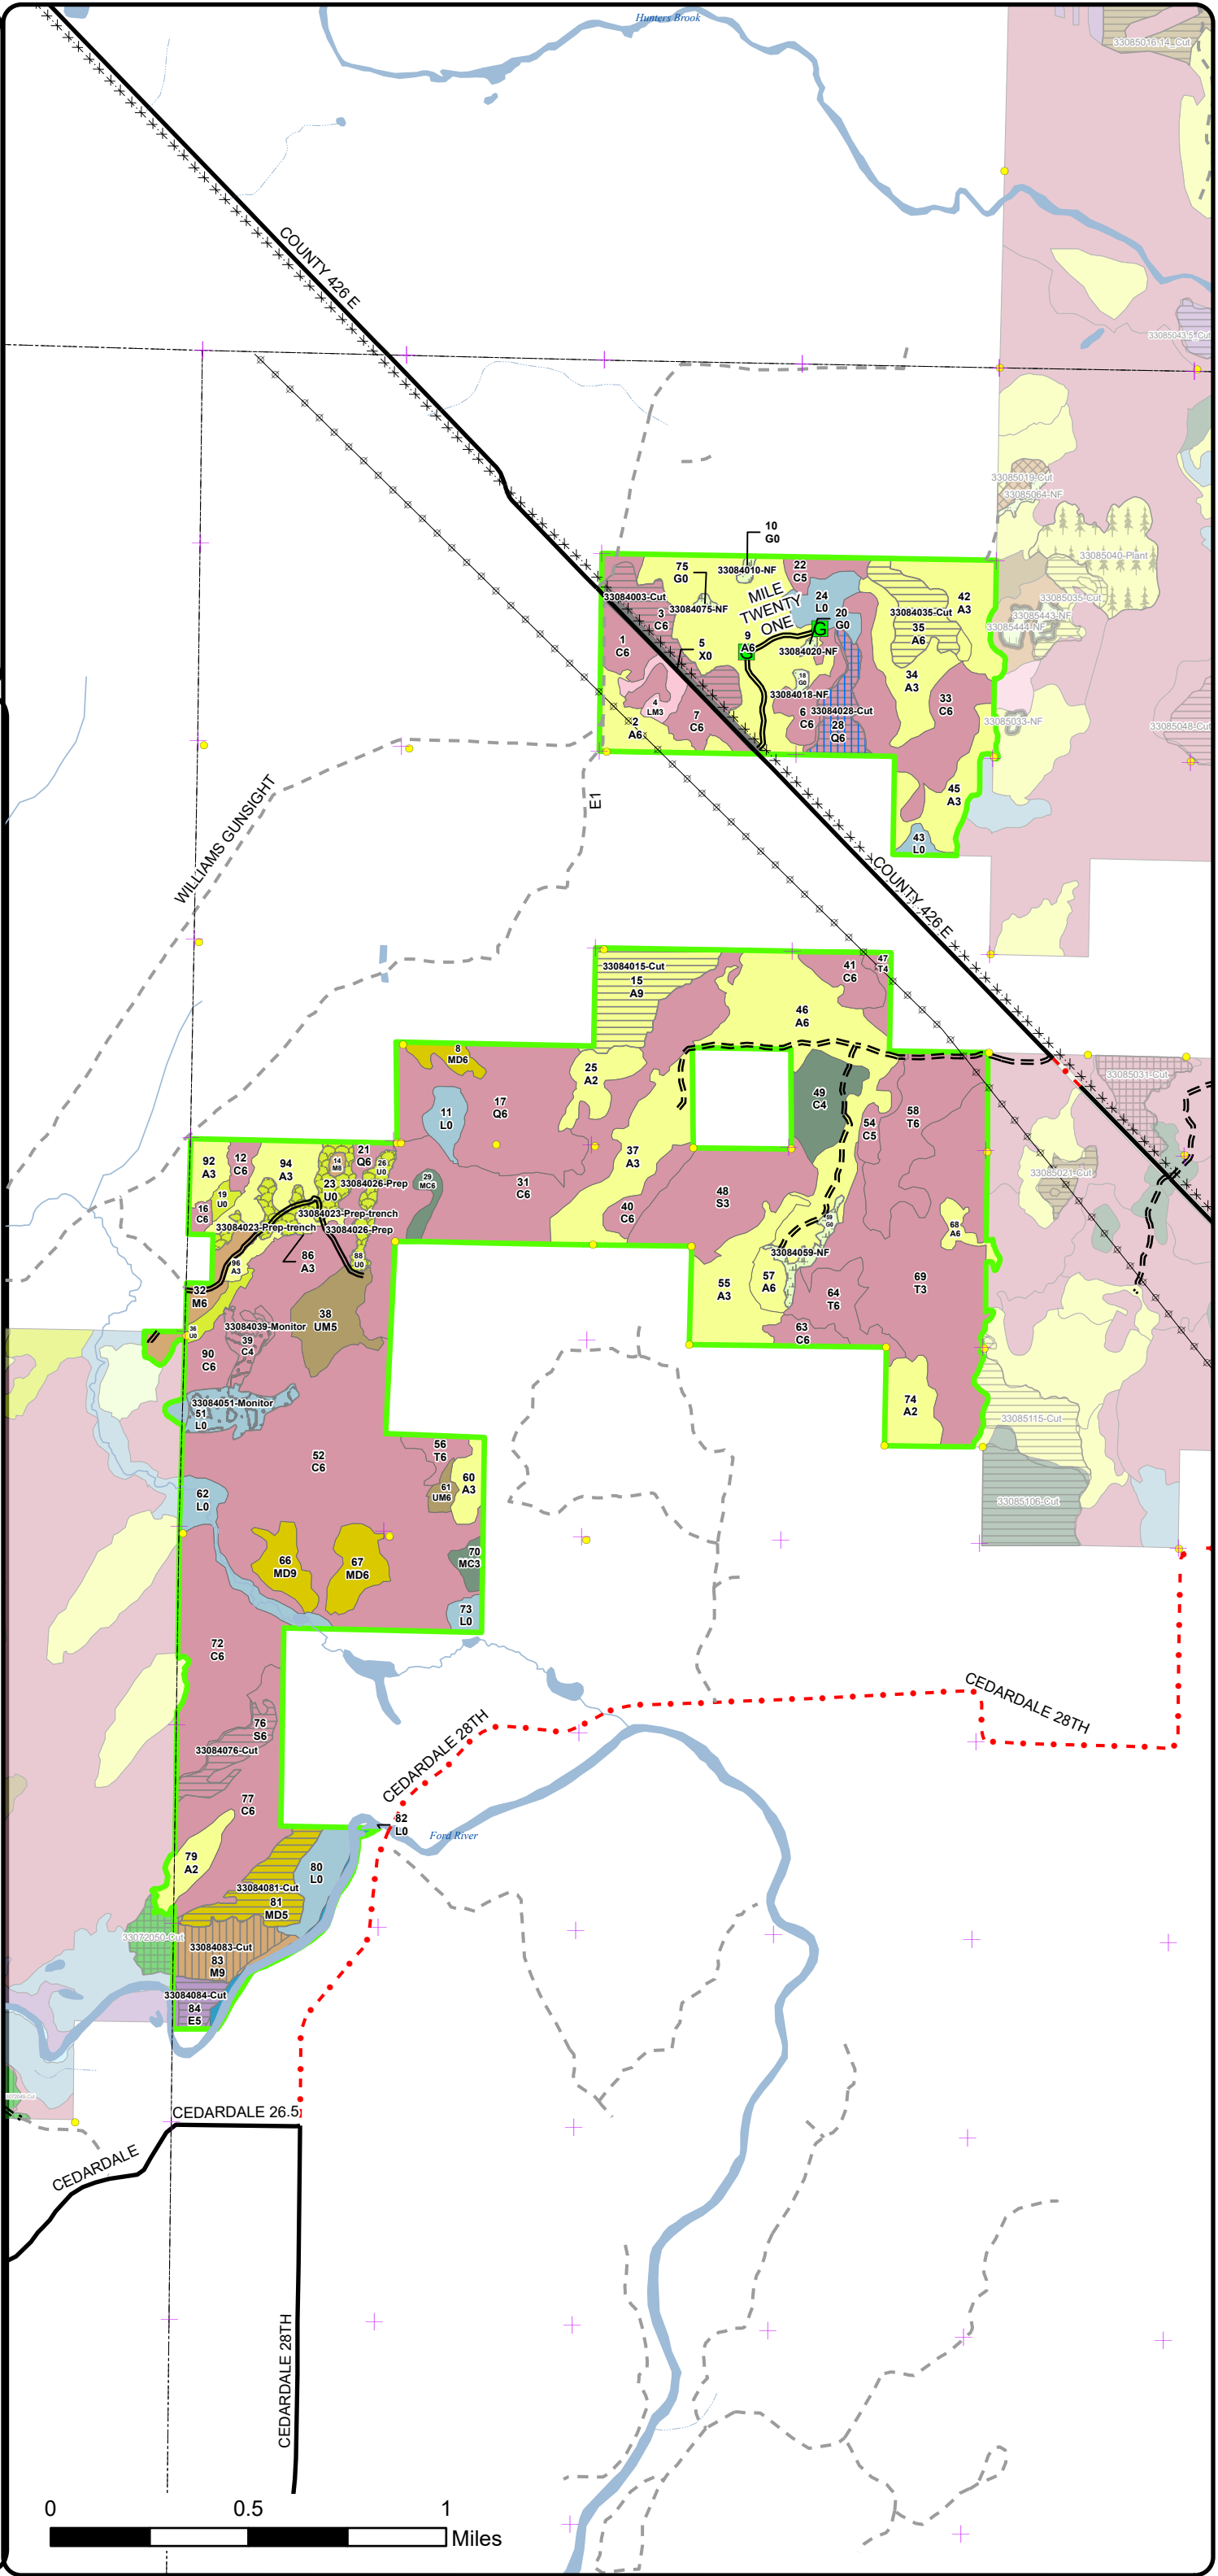 Hunters Brook
33085016.14_Cut
COUNTY 426 E
33085043.5_Cut
33085019-Cut
33085064-NF
33085040-Plant
33085035-Cut
33085443-NF
33085444-NF
33085033-NF
33085048-Cut
10
G0
75
G0
33084010-NF
22
C5
33084003-Cut
33084075-NF
MILE
TWENTY
ONE
24
L0
42
A3
3
C6
20
G0
33084035-Cut
35
A6
1
C6
5
X0
9
A6
G
G
33084020-NF
18
G0
34
A3
33084018-NF
33
C6
4
LM3
2
A6
7
C6
6
C6
33084028-Cut
28
Q6
45
A3
43
L0
E1
WILLIAMS GUNSIGHT
COUNTY 426 E
33084015-Cut
15
A9
41
C6
47
T4
46
A6
8
MD6
25
A2
49
C4
58
T6
33085031-Cut
17
Q6
11
L0
54
C5
92
A3
12
C6
94
A3
14
M8
21
Q6
26
U0
37
A3
33085021-Cut
19
U0
23
U0
33084026-Prep
29
MC6
31
C6
48
S3
16
C6
33084023-Prep-trench
33084023-Prep-trench
33084026-Prep
40
C6
59
G0
68
A6
96
A3
86
A3
88
U0
33084059-NF
32
M6
55
A3
57
A6
64
T6
69
T3
36
U0
33084039-Monitor
39
C4
38
UM5
63
C6
90
C6
33084051-Monitor
51
L0
74
A2
33085115-Cut
52
C6
56
T6
60
A3
61
UM6
62
L0
33085106-Cut
66
MD9
67
MD6
70
MC3
73
L0
72
C6
CEDARDALE 28TH
CEDARDALE 28TH
76
S6
33084076-Cut
77
C6
82
L0
Ford River
79
A2
80
L0
33084081-Cut
81
MD5
33072050-Cut
33084083-Cut
83
M9
33084084-Cut
84
E5
CEDARDALE 26.5
CEDARDALE
CEDARDALE 28TH
0
0.5
1
Miles